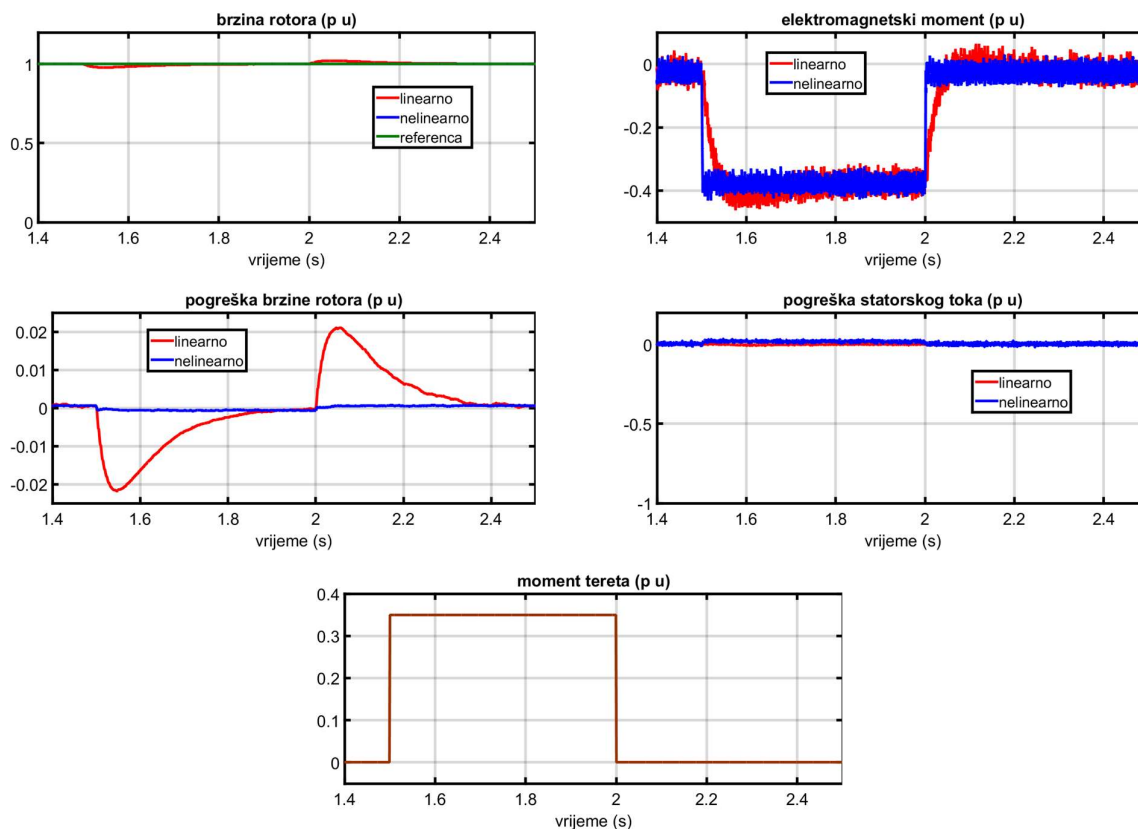 brzina rotora (p u)
1
0.5
0
linearno
nelinearno
referenca
1.4 1.6 1.8 2 2.2 2.4
vrijeme (s)
elektromagnetski moment (p u)
0
-0.2
-0.4
linearno
nelinearno
1.4 1.6 1.8 2 2.2 2.4
vrijeme (s)
pogreška brzine rotora (p u)
0.02
0.01
0
-0.01
-0.02
linearno
nelinearno
1.4 1.6 1.8 2 2.2 2.4
vrijeme (s)
pogreška statorskog toka (p u)
0
-0.5
-1
linearno
nelinearno
1.4 1.6 1.8 2 2.2 2.4
vrijeme (s)
moment tereta (p u)
0.4
0.3
0.2
0.1
0
1.4 1.6 1.8 2 2.2 2.4
vrijeme (s)